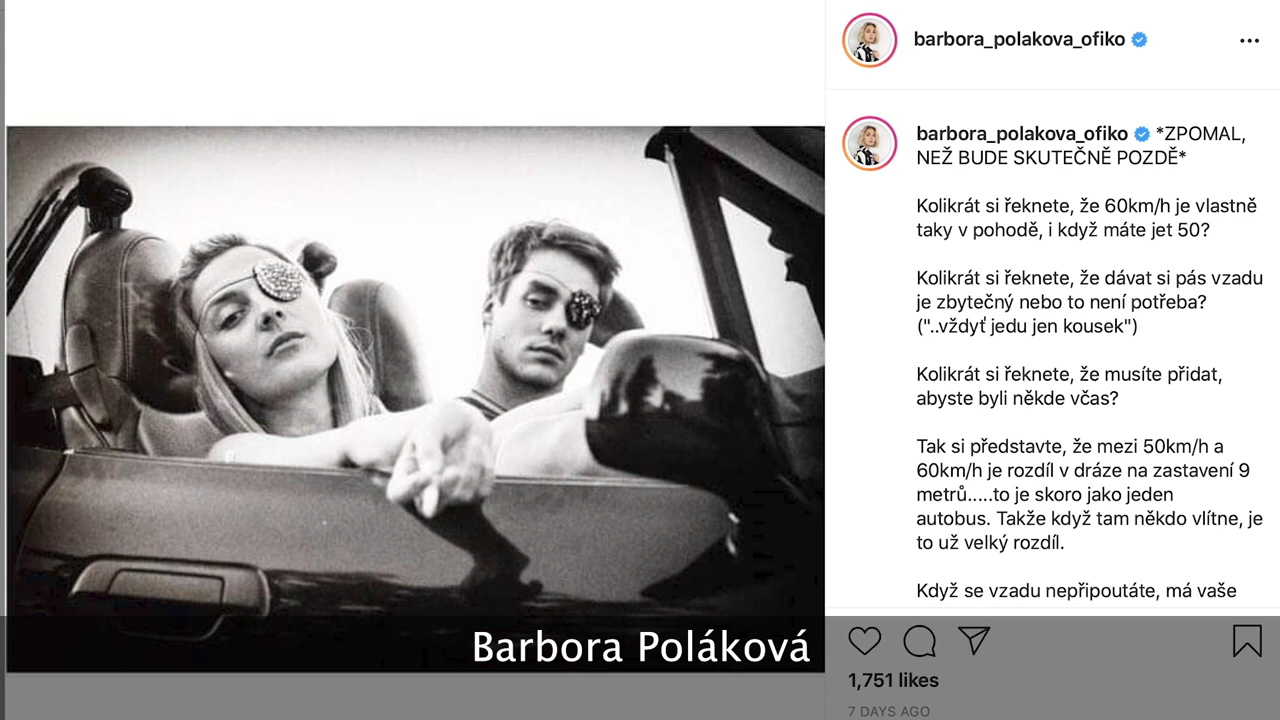 barbora_polakova_ofiko
barbora_polakova_ofiko *ZPOMAL,
NEŽ BUDE SKUTEČNĚ POZDĚ*
Kolikrát si řeknete, že 60km/h je vlastně
taky v pohodě, i když máte jet 50?
Kolikrát si řeknete, že dávat si pás vzadu
je zbytečný nebo to není potřeba?
("..vždyť jedu jen kousek")
Kolikrát si řeknete, že musíte přidat,
abyste byli někde včas?
Tak si představte, že mezi 50km/h a
60km/h je rozdíl v dráze na zastavení 9
metrů.....to je skoro jako jeden
autobus. Takže když tam někdo vlítne, je
to už velký rozdíl.
Když se vzadu nepřipoutáte, má vaše
Barbora Poláková
1,751 likes
7 DAYS AGO